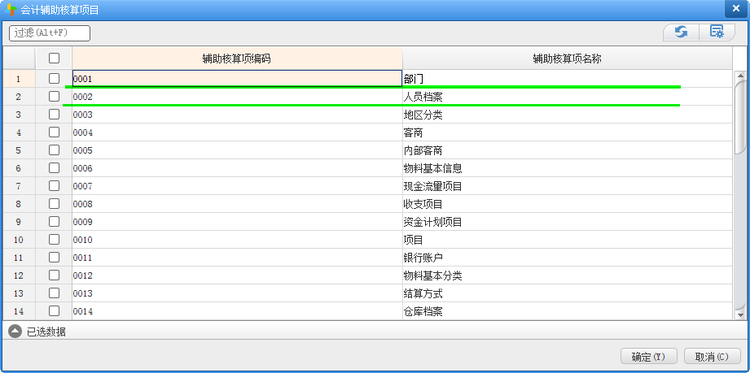 会计辅助核算项目
过滤(Alt+F)
辅助核算项编码 辅助核算项名称
1 0001 部门
2 0002 人员档案
3 0003 地区分类
4 0004 客商
5 0005 内部客商
6 0006 物料基本信息
7 0007 现金流量项目
8 0008 收支项目
9 0009 资金计划项目
10 0010 项目
11 0011 银行账户
12 0012 物料基本分类
13 0013 结算方式
14 0014 仓库档案
已选数据
确定(Y) 取消(C)